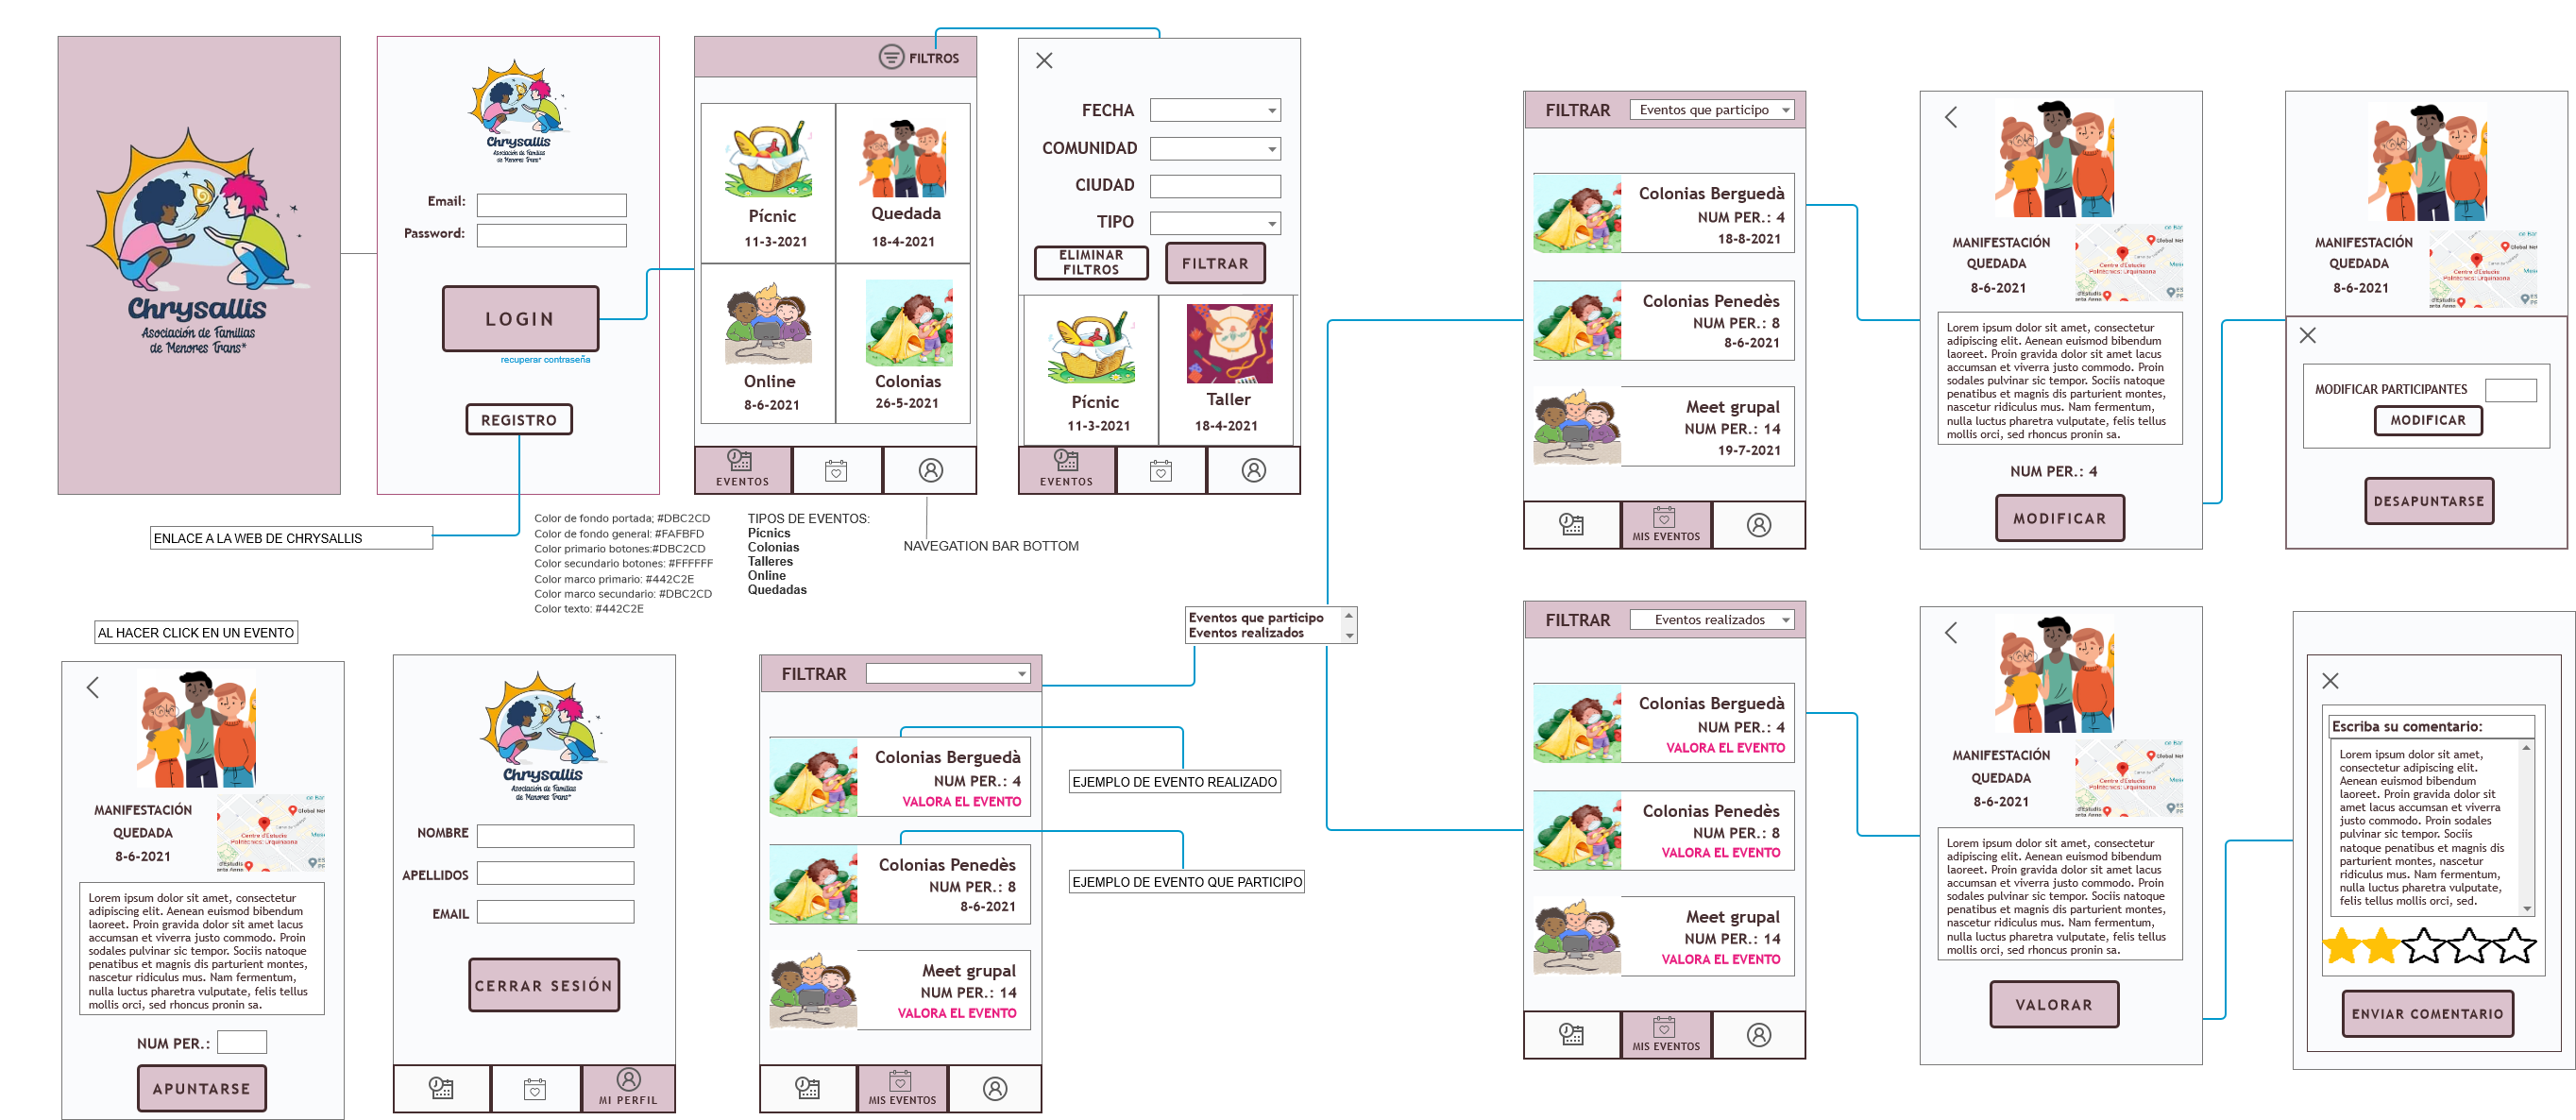 Chrysallis
Asociación de Familias
de Menores Trans*
Chrysallis
Asociación de Familias
de Menores Trans*
Email:
Password:
LOGIN
recuperar contraseña
REGISTRO
ENLACE A LA WEB DE CHRYSALLIS
FILTROS
Pícnic
11-3-2021
Quedada
18-4-2021
Online
8-6-2021
Colonias
26-5-2021
EVENTOS
FECHA
COMUNIDAD
CIUDAD
TIPO
ELIMINAR
FILTROS
FILTRAR
Pícnic
11-3-2021
Taller
18-4-2021
EVENTOS
Color de fondo portada; #DBC2CD
Color de fondo general: #FAFBFD
Color primario botones:#DBC2CD
Color secundario botones: #FFFFFF
Color marco primario: #442C2E
Color marco secundario: #DBC2CD
Color texto: #442C2E
TIPOS DE EVENTOS:
Pícnics
Colonias
Talleres
Online
Quedadas
NAVEGATION BAR BOTTOM
FILTRAR
Eventos que participo
Colonias Berguedà
NUM PER.: 4
18-8-2021
Colonias Penedès
NUM PER.: 8
8-6-2021
Meet grupal
NUM PER.: 14
19-7-2021
MIS EVENTOS
MANIFESTACIÓN
QUEDADA
8-6-2021
Global
Centre d'Estudis
Politècnics: Urquinaona
Lorem ipsum dolor sit amet, consectetur
adipiscing elit. Aenean euismod bibendum
laoreet. Proin gravida dolor sit amet lacus
accumsan et viverra justo commodo. Proin
sodales pulvinar sic tempor. Sociis natoque
penatibus et magnis dis parturient montes,
nascetur ridiculus mus. Nam fermentum,
nulla luctus pharetra vulputate, felis tellus
mollis orci, sed rhoncus pronin sa.
NUM PER.: 4
MODIFICAR
MANIFESTACIÓN
QUEDADA
8-6-2021
Global
Centre d'Estudis
Politècnics: Urquinaona
MODIFICAR PARTICIPANTES
MODIFICAR
DESAPUNTARSE
AL HACER CLICK EN UN EVENTO
MANIFESTACIÓN
QUEDADA
8-6-2021
Global
Centre d'Estudis
Politècnics: Urquinaona
Lorem ipsum dolor sit amet, consectetur
adipiscing elit. Aenean euismod bibendum
laoreet. Proin gravida dolor sit amet lacus
accumsan et viverra justo commodo. Proin
sodales pulvinar sic tempor. Sociis natoque
penatibus et magnis dis parturient montes,
nascetur ridiculus mus. Nam fermentum,
nulla luctus pharetra vulputate, felis tellus
mollis orci, sed rhoncus pronin sa.
NUM PER.:
APUNTARSE
Chrysallis
Asociación de Familias
de Menores Trans*
NOMBRE
APELLIDOS
EMAIL
CERRAR SESIÓN
MI PERFIL
FILTRAR
Colonias Berguedà
NUM PER.: 4
VALORA EL EVENTO
Colonias Penedès
NUM PER.: 8
8-6-2021
Meet grupal
NUM PER.: 14
VALORA EL EVENTO
MIS EVENTOS
Eventos que participo
Eventos realizados
EJEMPLO DE EVENTO REALIZADO
EJEMPLO DE EVENTO QUE PARTICIPO
FILTRAR
Eventos realizados
Colonias Berguedà
NUM PER.: 4
VALORA EL EVENTO
Colonias Penedès
NUM PER.: 8
VALORA EL EVENTO
Meet grupal
NUM PER.: 14
VALORA EL EVENTO
MIS EVENTOS
MANIFESTACIÓN
QUEDADA
8-6-2021
Global
Centre d'Estudis
Politècnics: Urquinaona
Lorem ipsum dolor sit amet, consectetur
adipiscing elit. Aenean euismod bibendum
laoreet. Proin gravida dolor sit amet lacus
accumsan et viverra justo commodo. Proin
sodales pulvinar sic tempor. Sociis natoque
penatibus et magnis dis parturient montes,
nascetur ridiculus mus. Nam fermentum,
nulla luctus pharetra vulputate, felis tellus
mollis orci, sed rhoncus pronin sa.
VALORAR
Escriba su comentario:
Lorem ipsum dolor sit amet,
consectetur adipiscing elit.
Aenean euismod bibendum
laoreet. Proin gravida dolor sit
amet lacus accumsan et viverra
justo commodo. Proin sodales
pulvinar sic tempor. Sociis
natoque penatibus et magnis dis
parturient montes, nascetur
ridiculus mus. Nam fermentum,
nulla luctus pharetra vulputate,
felis tellus mollis orci, sed.
ENVIAR COMENTARIO